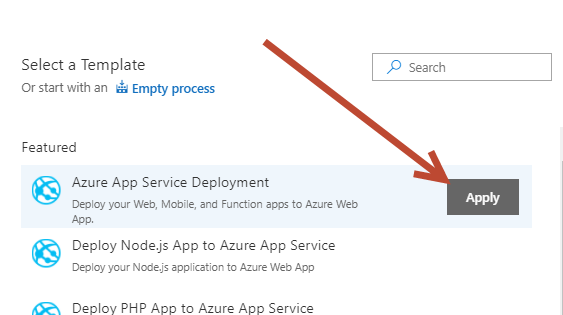 Select a Template
Search
Or start with an Empty process
Featured
Azure App Service Deployment
Deploy your Web, Mobile, and Function apps to Azure Web
App.
Apply
Deploy Node.js App to Azure App Service
Deploy your Node.js application to Azure Web App
Deploy PHP App to Azure App Service